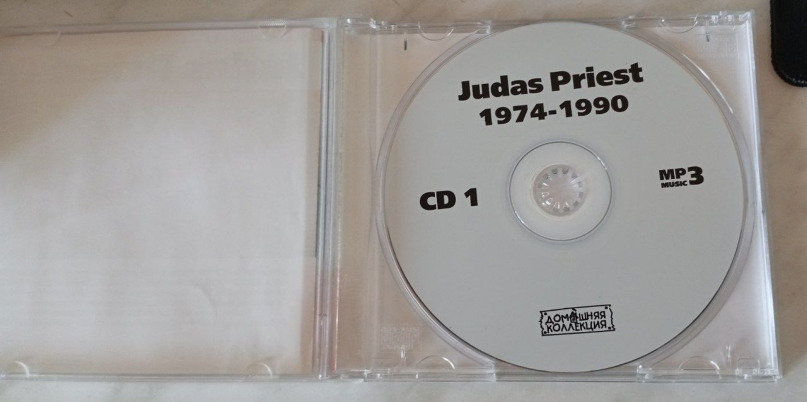 Judas Priest
1974-1990
CD 1
MP3
MUSIC
ДОМАШНЯЯ
КОЛЛЕКЦИЯ